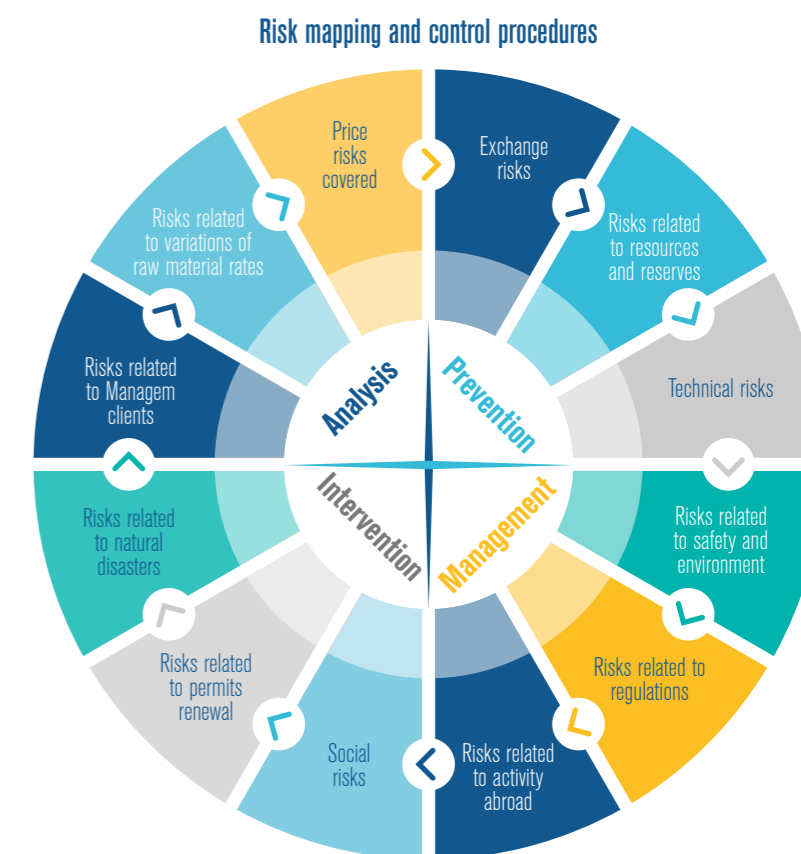 Risk mapping and control procedures
Price
risks
covered
Exchange
risks
Risks related
to resources
and reserves
Technical risks
Risks related
to safety and
environment
Risks related to
regulations
Risks related
to activity
abroad
Social
risks
Risks related
to permits
renewal
Risks related
to natural
disasters
Risks related
to Managem
clients
Risks related
to variations of
raw material rates
Analysis
Prevention
Management
Intervention